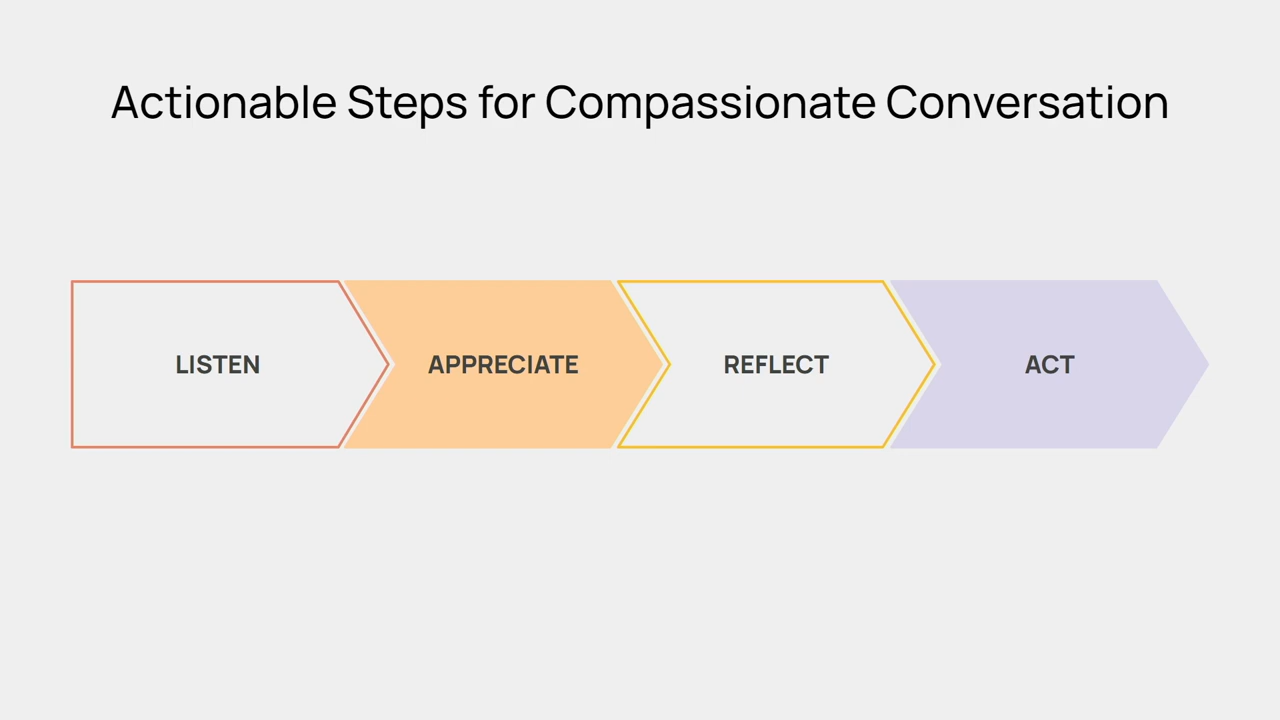 Actionable Steps for Compassionate Conversation
LISTEN
APPRECIATE
REFLECT
ACT